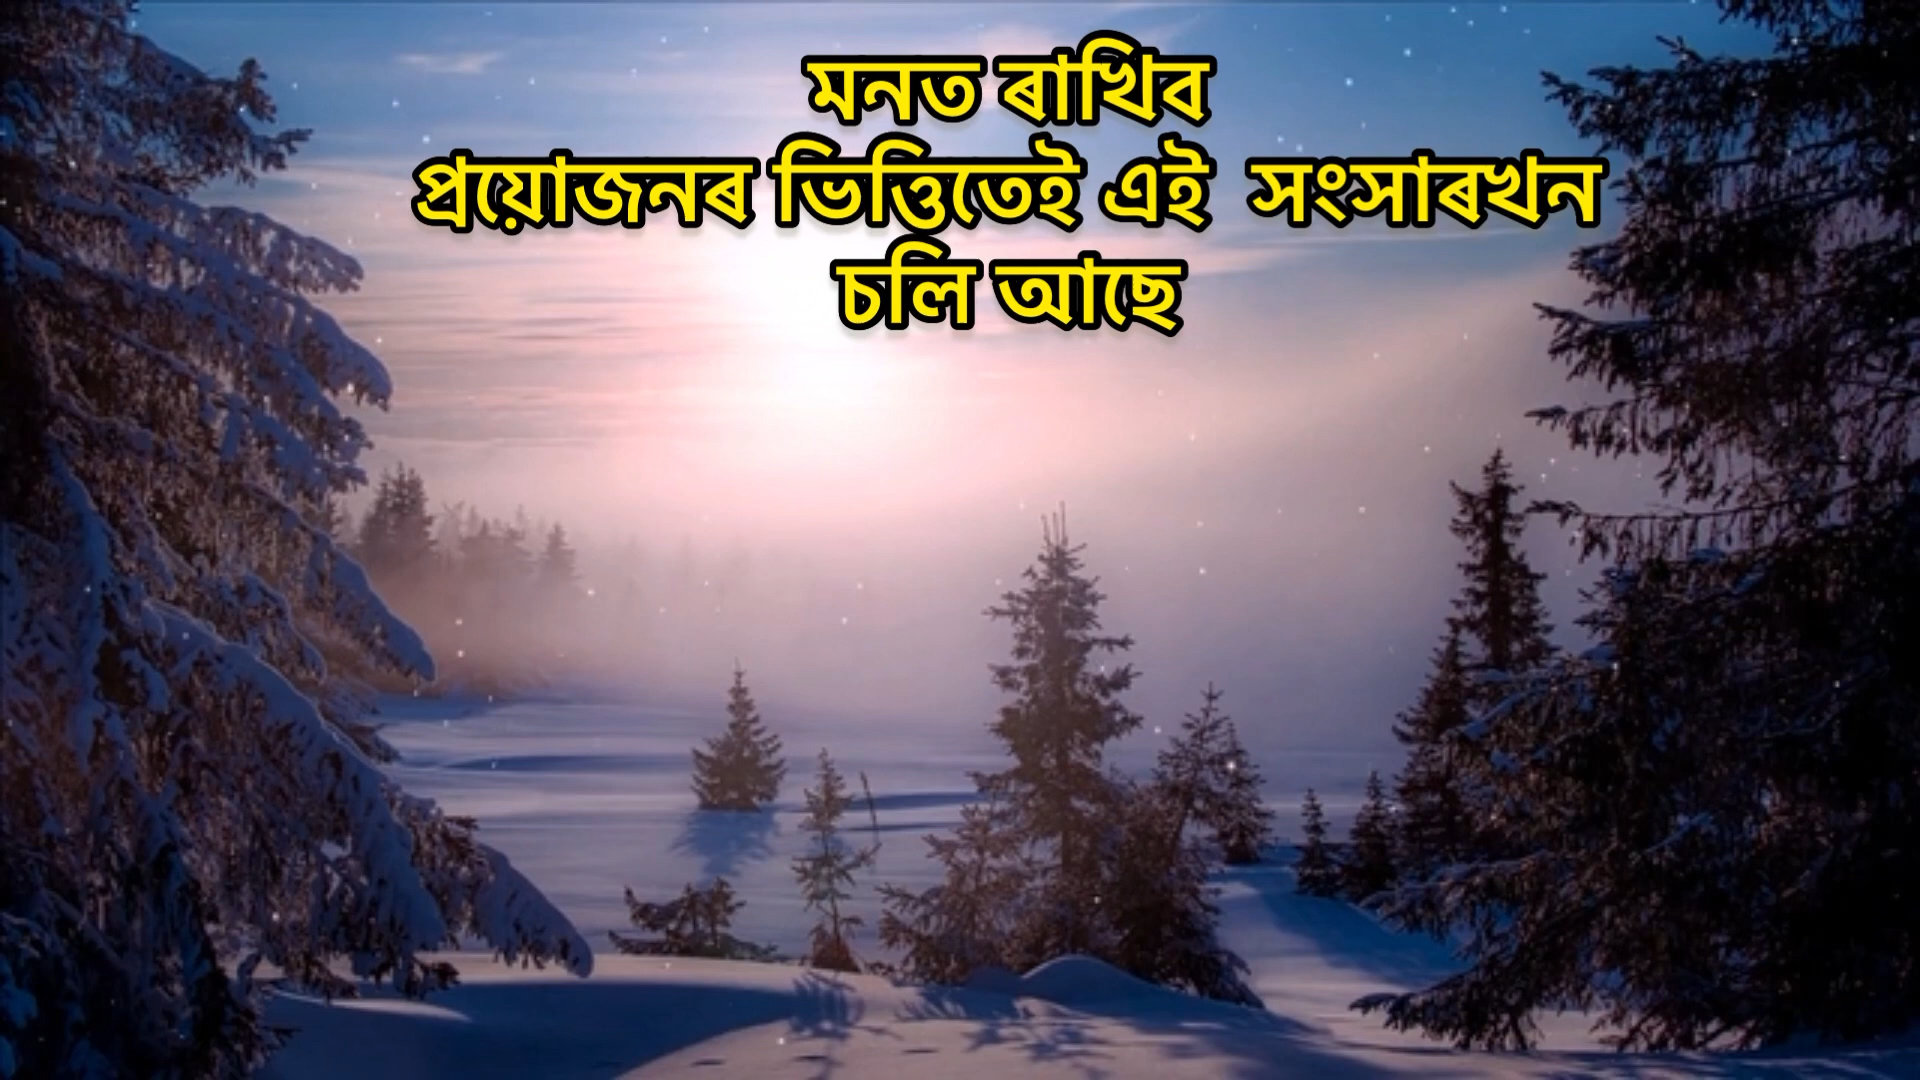 মনত ৰাখিব
প্ৰয়োজনৰ ভিত্তিতেই এই সংসাৰখন
চলি আছে